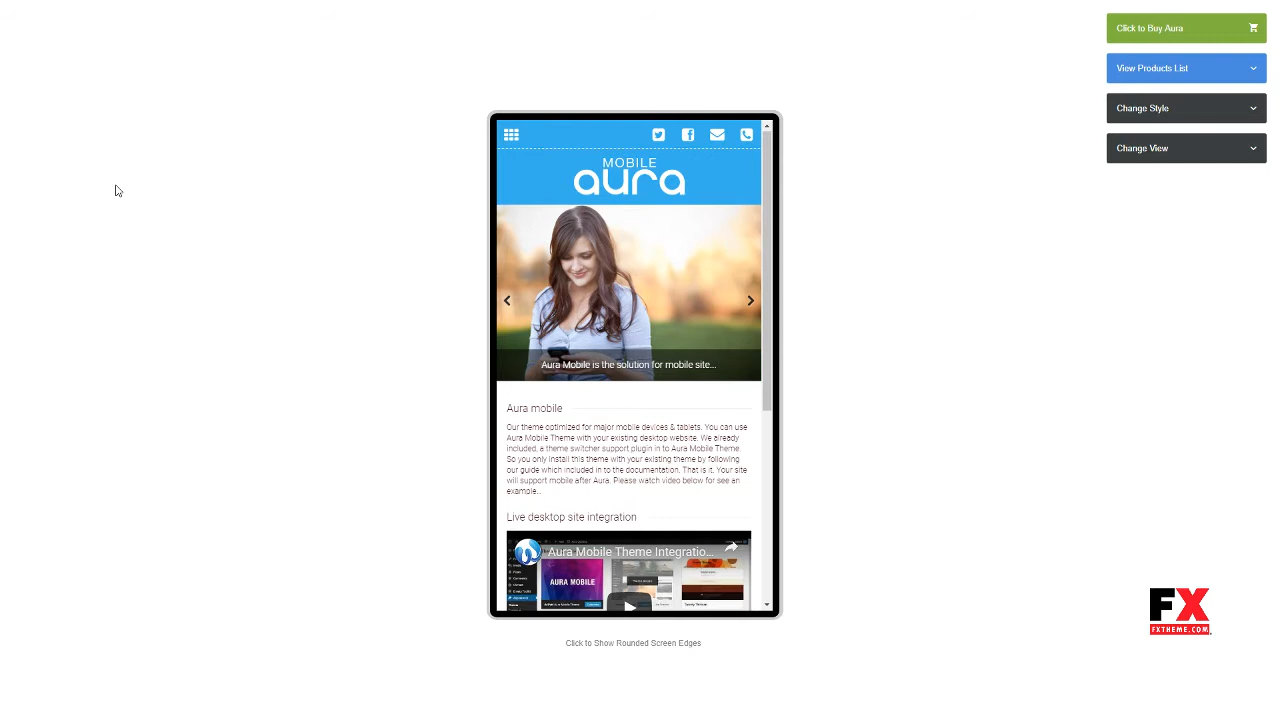 Click to Buy Aura
View Products List
Change Style
Change View
MOBILE
aura
Aura Mobile is the solution for mobile site...
Aura mobile
Our theme optimized for major mobile devices & tablets. You can use
Aura Mobile Theme with your existing desktop website. We already
included, a theme switcher support plugin in to Aura Mobile Theme.
So you only install this theme with your existing theme by following
our guide which included in to the documentation. That is it. Your site
will support mobile after Aura. Please watch video below for see an
example...
Live desktop site integration
Aura Mobile Theme Integratio...
AURA MOBILE
Click to Show Rounded Screen Edges
FX
FXTHEME.COM